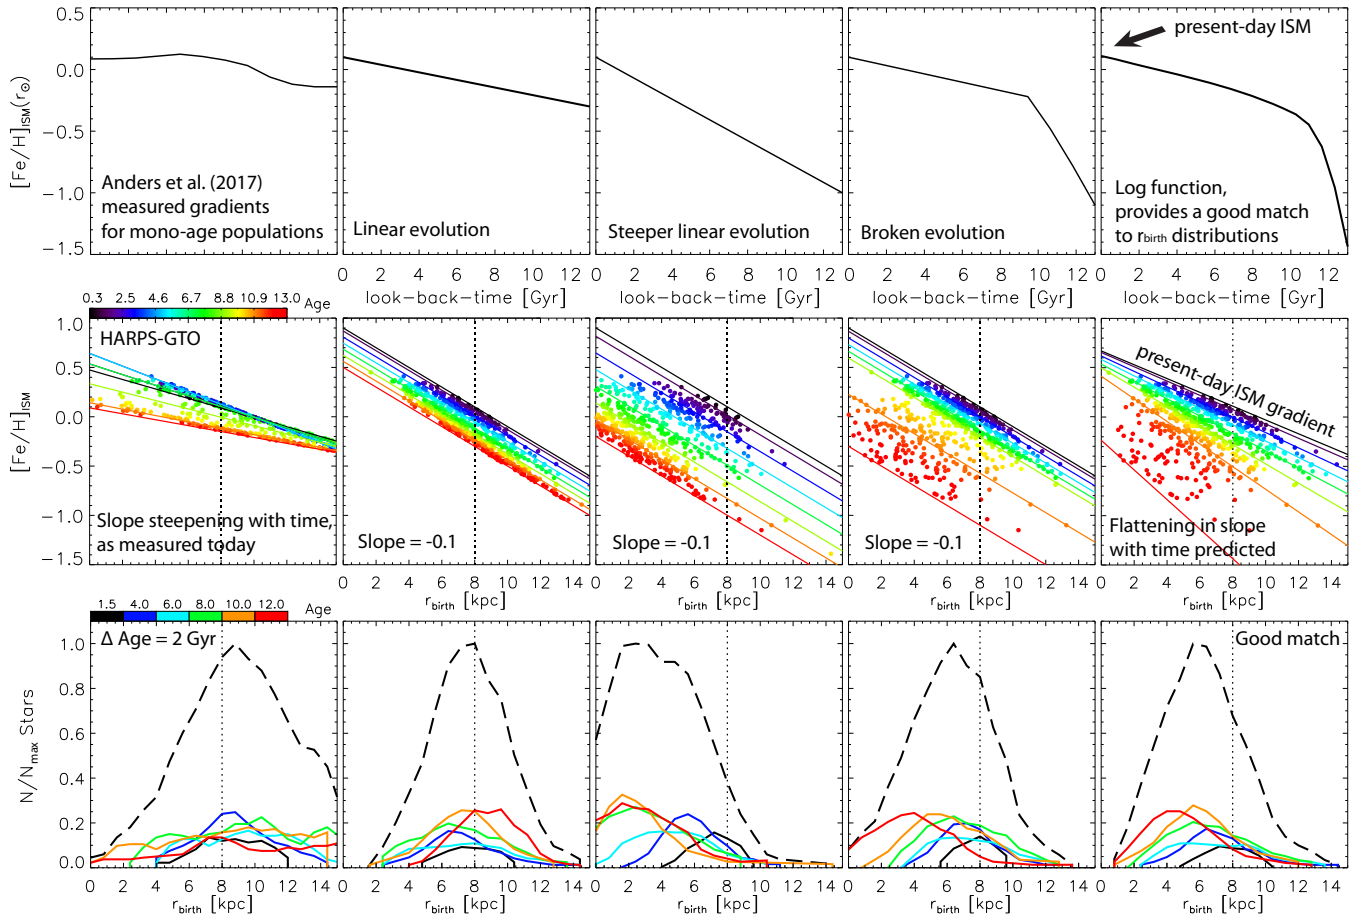 0.5
0.0
−0.5
−1.0
−1.5
[Fe/H]ISM(r⊙)
Anders et al. (2017)
measured gradients
for mono-age populations
Linear evolution
Steeper linear evolution
Broken evolution
present-day ISM
Log function,
provides a good match
to rbirth distributions
0 2 4 6 8 10 12
0 2 4 6 8 10 12
0 2 4 6 8 10 12
0 2 4 6 8 10 12
look−back−time [Gyr]
look−back−time [Gyr]
look−back−time [Gyr]
look−back−time [Gyr]
0.3 2.5 4.6 6.7 8.8 10.9 13.0 Age
1.0
0.5
0.0
−0.5
−1.0
−1.5
[Fe/H]ISM
HARPS-GTO
Slope steepening with time,
as measured today
Slope = -0.1
Slope = -0.1
Slope = -0.1
present-day ISM gradient
Flattening in slope
with time predicted
0 2 4 6 8 10 12 14
0 2 4 6 8 10 12 14
0 2 4 6 8 10 12 14
0 2 4 6 8 10 12 14
rbirth [kpc]
rbirth [kpc]
rbirth [kpc]
rbirth [kpc]
1.5 4.0 6.0 8.0 10.0 12.0 Age
1.0
0.8
0.6
0.4
0.2
0.0
N/Nmax Stars
Δ Age = 2 Gyr
Good match
0 2 4 6 8 10 12 14
0 2 4 6 8 10 12 14
0 2 4 6 8 10 12 14
0 2 4 6 8 10 12 14
0 2 4 6 8 10 12 14
rbirth [kpc]
rbirth [kpc]
rbirth [kpc]
rbirth [kpc]
rbirth [kpc]